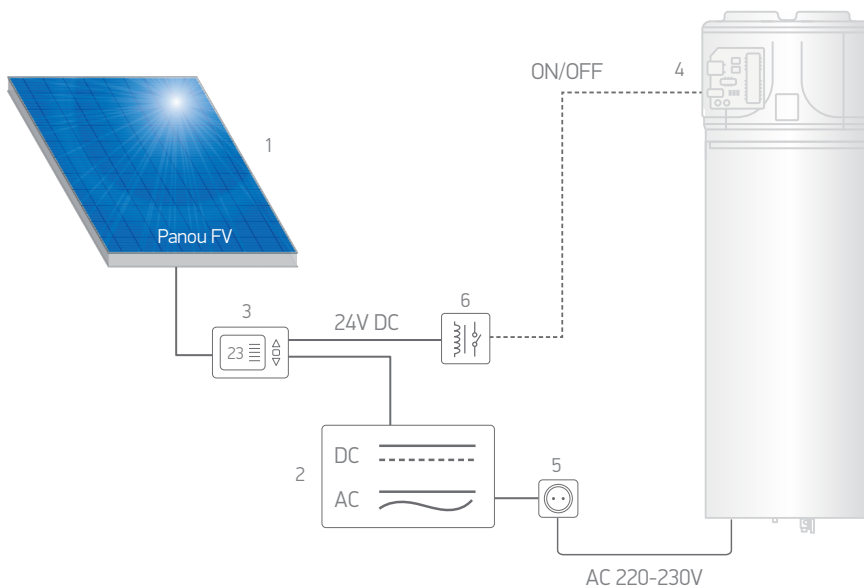 ON/OFF
4
1
Panou FV
3
24V DC
6
23
2
DC
AC
5
AC 220-230V